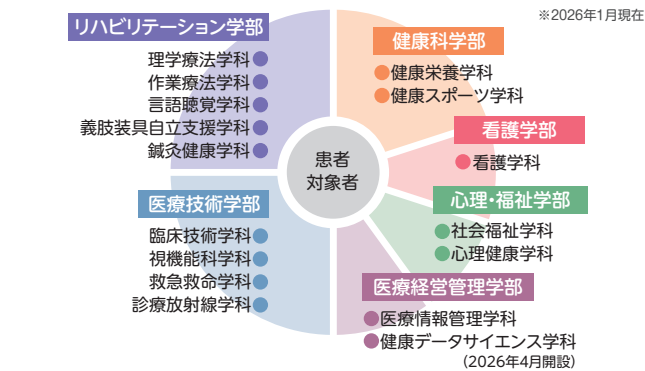 ※2026年1月現在
リハビリテーション学部
理学療法学科
作業療法学科
言語聴覚学科
義肢装具自立支援学科
鍼灸健康学科
健康科学部
健康栄養学科
健康スポーツ学科
看護学部
看護学科
患者
対象者
医療技術学部
臨床技術学科
視機能科学科
救急救命学科
診療放射線学科
心理・福祉学部
社会福祉学科
心理健康学科
医療経営管理学部
医療情報管理学科
健康データサイエンス学科
(2026年4月開設)